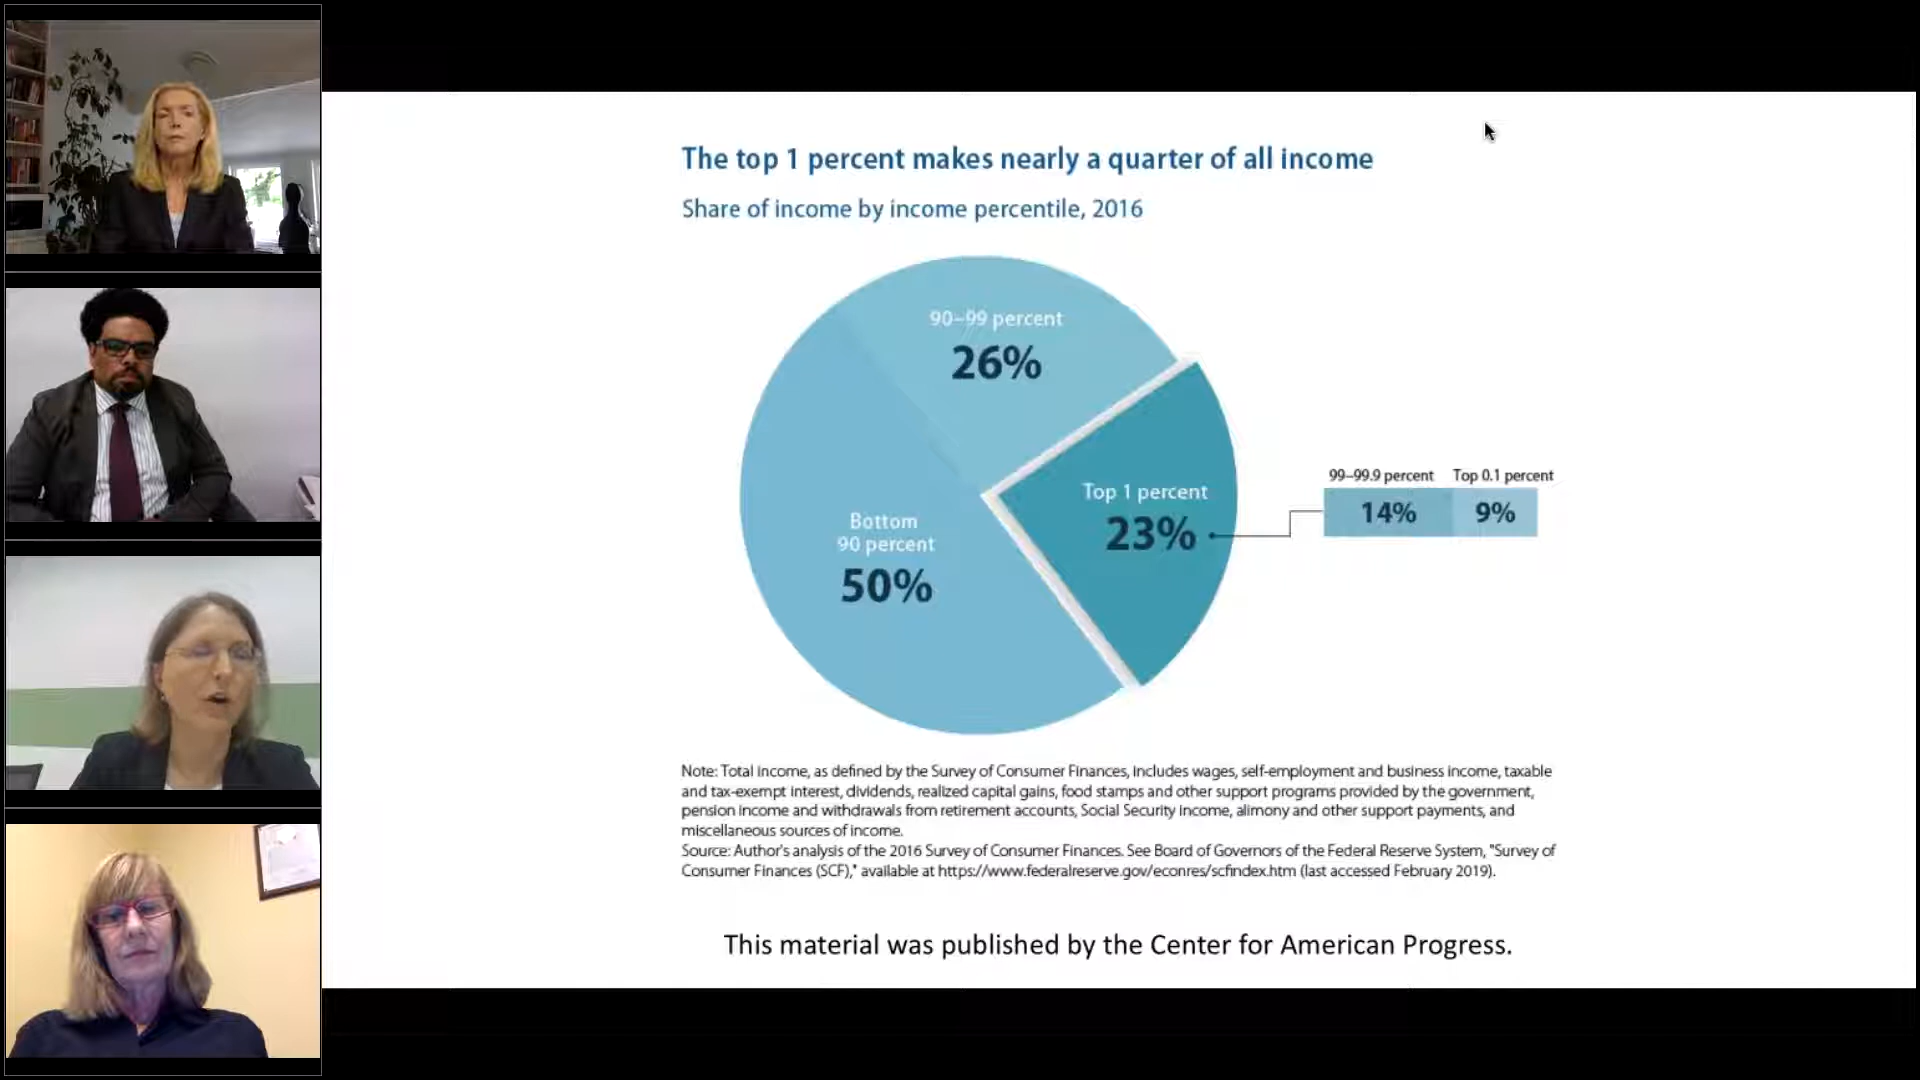 The top 1 percent makes nearly a quarter of all income
Share of income by income percentile, 2016
90–99 percent
26%
Top 1 percent
23%
Bottom
90 percent
50%
99–99.9 percent
14%
Top 0.1 percent
9%
Note: Total income, as defined by the Survey of Consumer Finances, includes wages, self-employment and business income, taxable
and tax-exempt interest, dividends, realized capital gains, food stamps and other support programs provided by the government,
pension income and withdrawals from retirement accounts, Social Security income, alimony and other support payments, and
miscellaneous sources of income.
Source: Author's analysis of the 2016 Survey of Consumer Finances. See Board of Governors of the Federal Reserve System, "Survey of
Consumer Finances (SCF)," available at https://www.federalreserve.gov/econres/scfindex.htm (last accessed February 2019).
This material was published by the Center for American Progress.